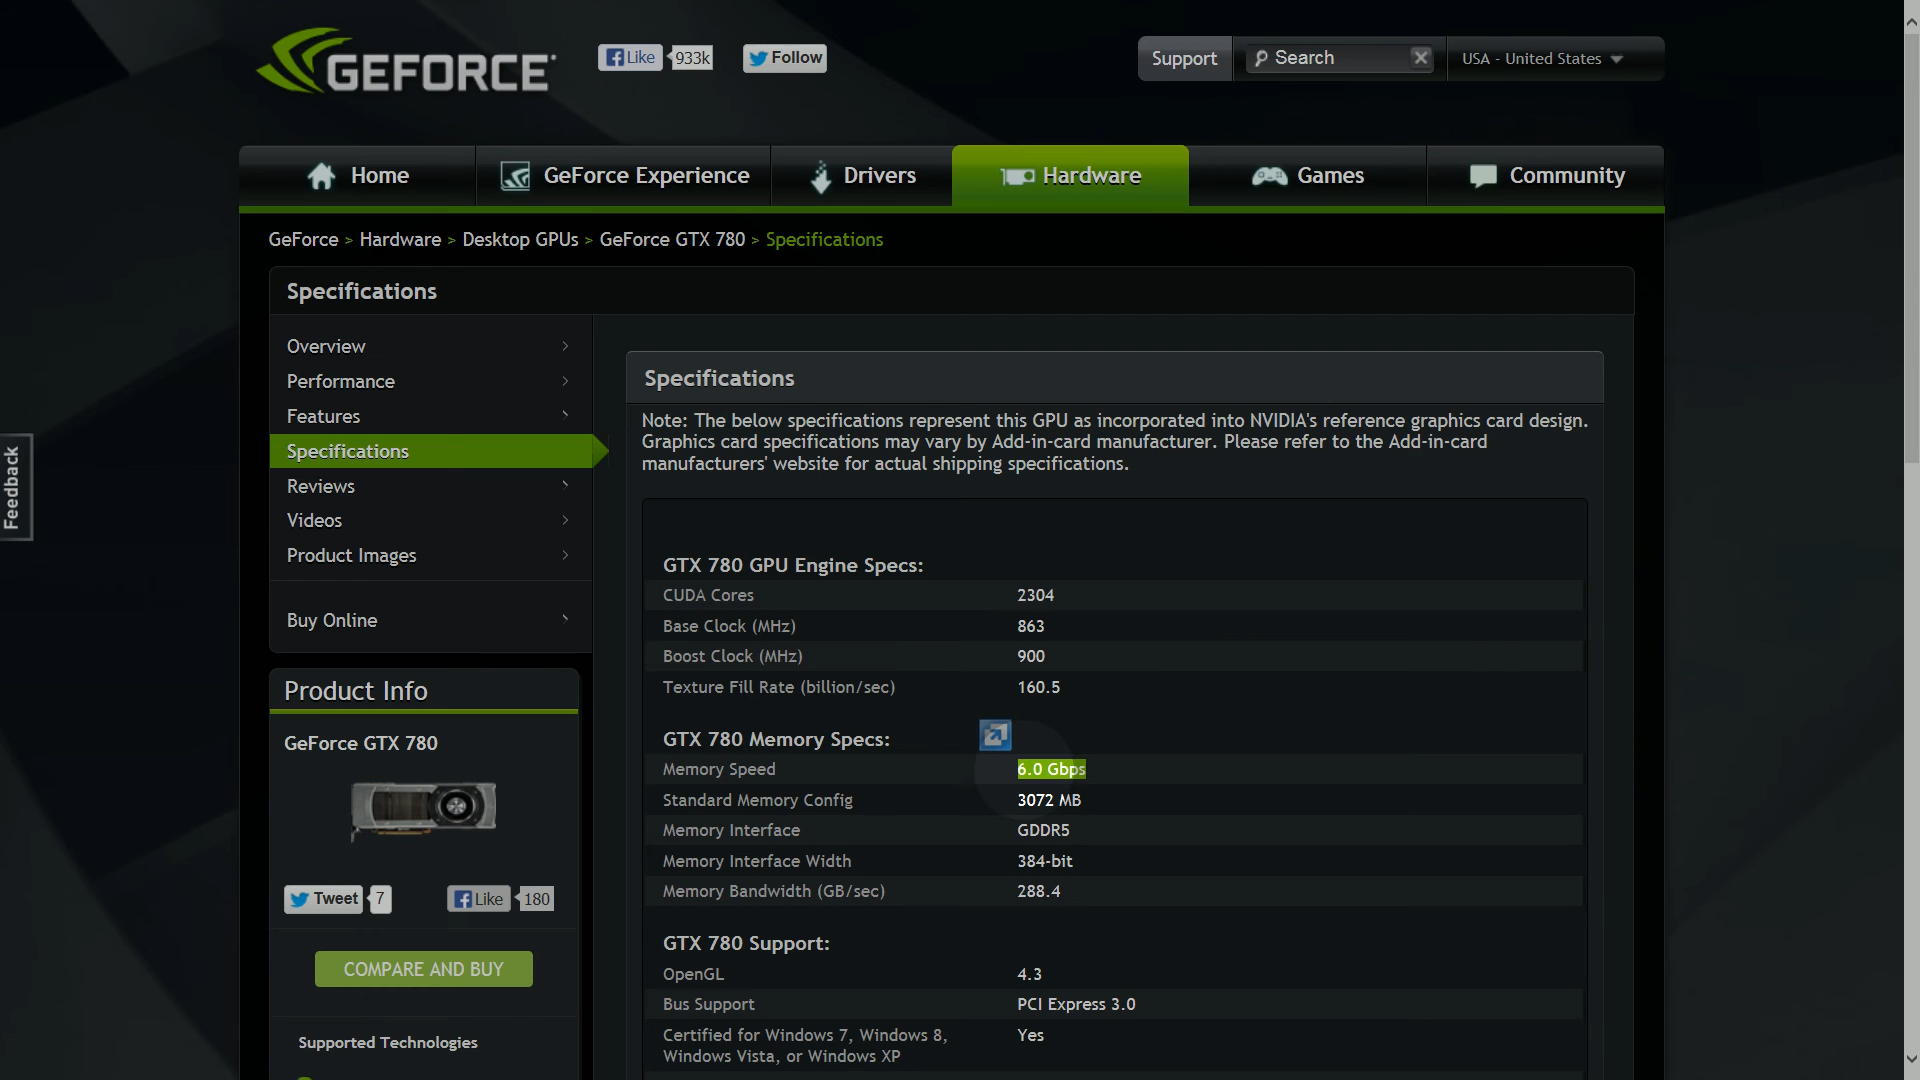 GEFORCE
Like 933k
Follow
Support
Search
USA - United States
Home
GeForce Experience
Drivers
Hardware
Games
Community
GeForce > Hardware > Desktop GPUs > GeForce GTX 780 > Specifications
Specifications
Overview
Performance
Features
Specifications
Reviews
Videos
Product Images
Buy Online
Feedback
Product Info
GeForce GTX 780
Tweet 7
Like 180
COMPARE AND BUY
Supported Technologies
Specifications
Note: The below specifications represent this GPU as incorporated into NVIDIA's reference graphics card design.
Graphics card specifications may vary by Add-in-card manufacturer. Please refer to the Add-in-card
manufacturers' website for actual shipping specifications.
GTX 780 GPU Engine Specs:
CUDA Cores 2304
Base Clock (MHz) 863
Boost Clock (MHz) 900
Texture Fill Rate (billion/sec) 160.5
GTX 780 Memory Specs:
Memory Speed 6.0 Gbps
Standard Memory Config 3072 MB
Memory Interface GDDR5
Memory Interface Width 384-bit
Memory Bandwidth (GB/sec) 288.4
GTX 780 Support:
OpenGL 4.3
Bus Support PCI Express 3.0
Certified for Windows 7, Windows 8, Yes
Windows Vista, or Windows XP